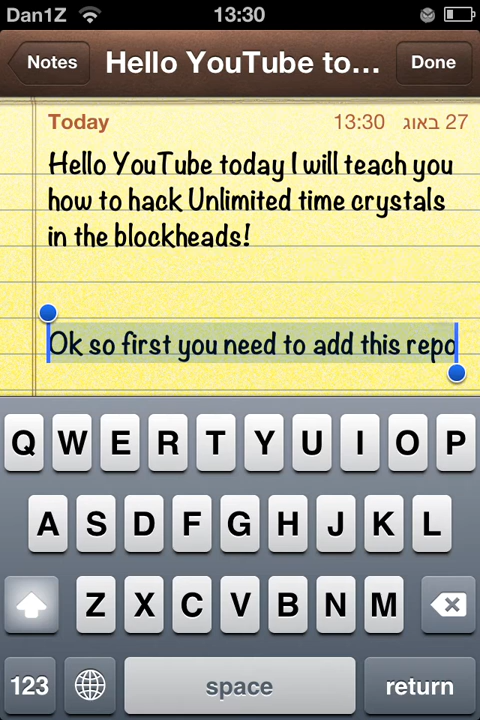 Dan1Z 13:30
Notes Hello YouTube to... Done
Today 13:30 27 באוג
Hello YouTube today I will teach you
how to hack Unlimited time crystals
in the blockheads!
Ok so first you need to add this repo
Q W E R T Y U I O P
A S D F G H J K L
Z X C V B N M
123 space return